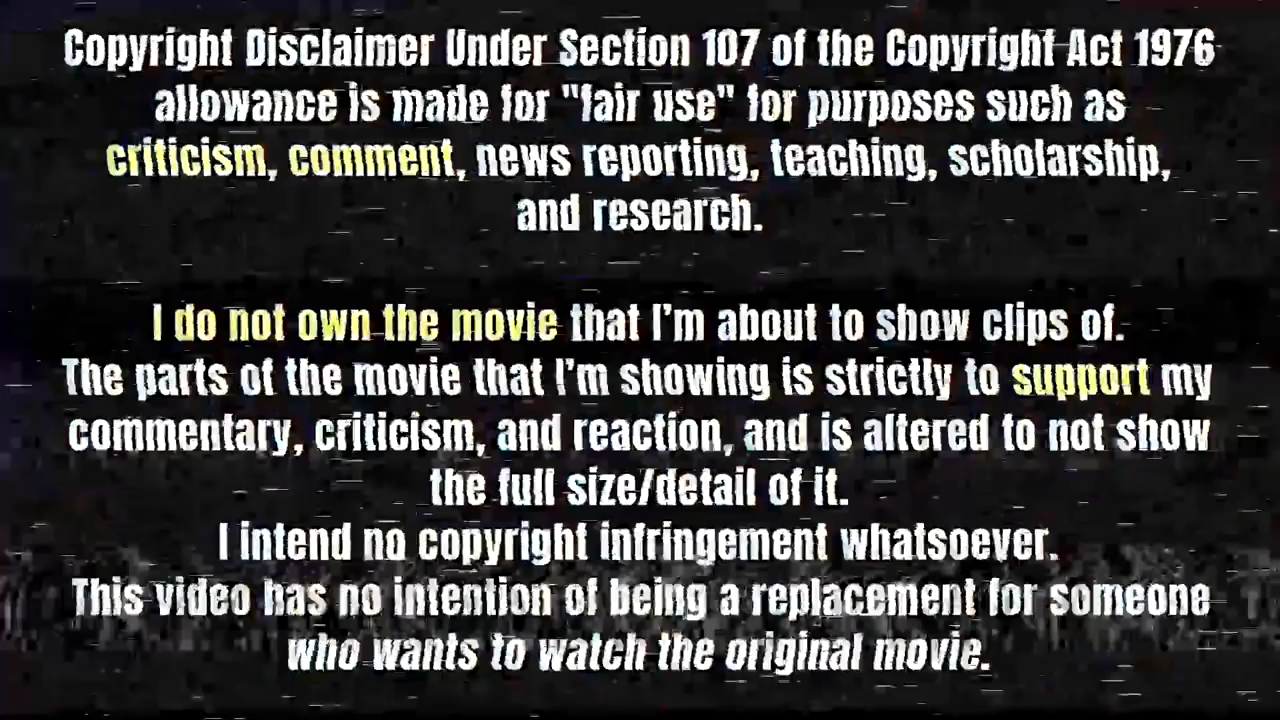 Copyright Disclaimer Under Section 107 of the Copyright Act 1976
allowance is made for "fair use" for purposes such as
criticism, comment, news reporting, teaching, scholarship,
and research.
I do not own the movie that I'm about to show clips of.
The parts of the movie that I'm showing is strictly to support my
commentary, criticism, and reaction, and is altered to not show
the full size/detail of it.
I intend no copyright infringement whatsoever.
This video has no intention of being a replacement for someone
who wants to watch the original movie.